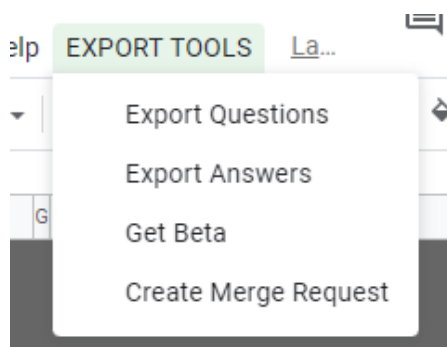 elp EXPORT TOOLS La...
Export Questions
Export Answers
G
Get Beta
Create Merge Request